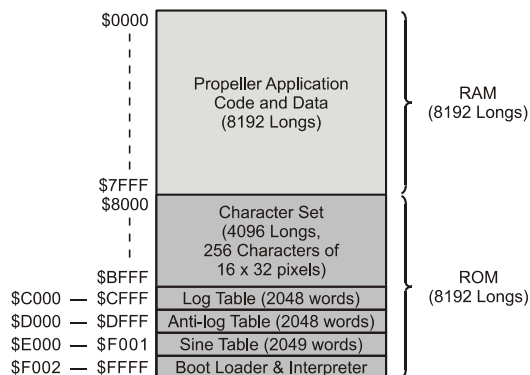 $0000
Propeller Application
Code and Data
(8192 Longs)
RAM
(8192 Longs)
$7FFF
$8000
Character Set
(4096 Longs,
256 Characters of
16 x 32 pixels)
$BFFF
ROM
(8192 Longs)
$C000 — $CFFF Log Table (2048 words)
$D000 — $DFFF Anti-log Table (2048 words)
$E000 — $F001 Sine Table (2049 words)
$F002 — $FFFF Boot Loader & Interpreter